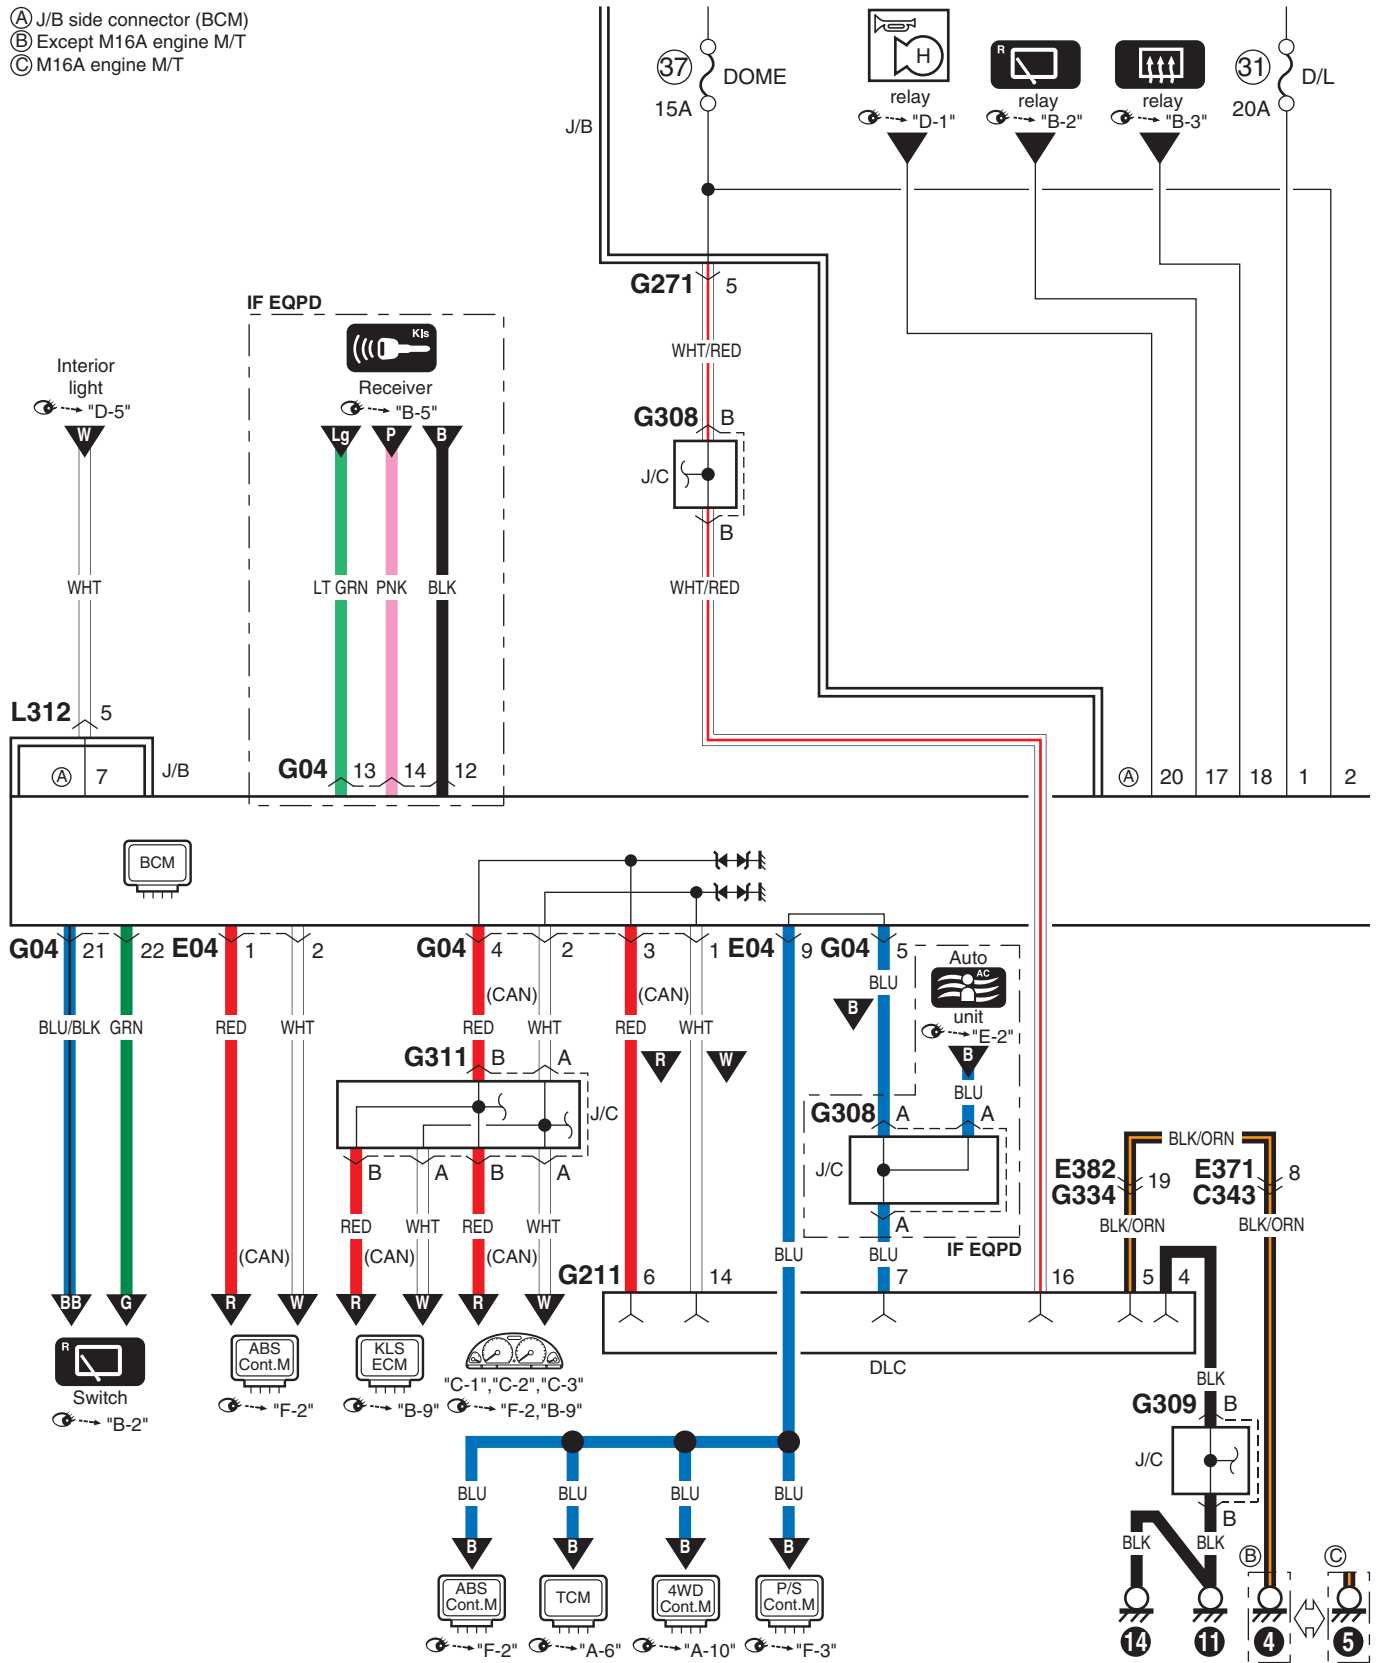 Ⓐ J/B side connector (BCM)
Ⓑ Except M16A engine M/T
Ⓒ M16A engine M/T
37 DOME
15A
J/B
H
relay
"D-1"
R
relay
"B-2"
relay
"B-3"
31 D/L
20A
G271 5
WHT/RED
G308 B
J/C
B
WHT/RED
IF EQPD
Kls
Receiver
"B-5"
Lg P B
LT GRN PNK BLK
G04 13 14 12
Interior
light
"D-5"
W
WHT
L312 5
Ⓐ 7 J/B
Ⓐ 20 17 18 1 2
BCM
G04 21 22 E04 1 2 G04 4 2 3 1 E04 9 G04 5
(CAN) (CAN)
BLU/BLK GRN RED WHT RED WHT RED WHT
BLU
B
Auto
AC
unit
"E-2"
B
BLU
R W
G311 B A
J/C
B A B A
G308 A A
J/C
A
IF EQPD
RED WHT RED WHT
(CAN) (CAN) (CAN)
BLU BLU
BLK/ORN
E382
G334 19
E371
C343 8
BLK/ORN BLK/ORN
G211 6 14 7 16 5 4
DLC
BB G R W R W R W
R
Switch
"B-2"
ABS
Cont.M
"F-2"
KLS
ECM
"B-9"
"C-1","C-2","C-3"
"F-2,"B-9"
BLK
G309 B
J/C
B
BLK BLK
BLU BLU BLU BLU
B B B B
ABS
Cont.M
"F-2"
TCM
"A-6"
4WD
Cont.M
"A-10"
P/S
Cont.M
"F-3"
Ⓑ Ⓒ
14 11 4 5